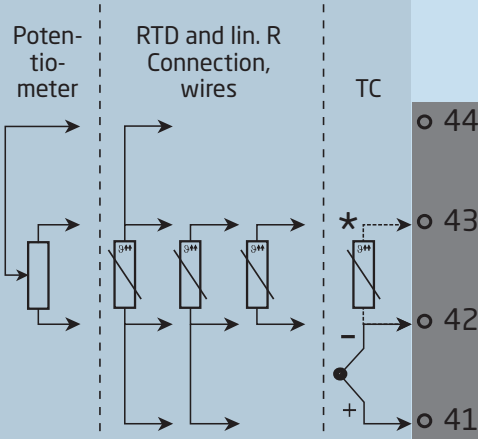 Poten-
tio-
meter
RTD and lin. R
Connection,
wires
TC
44
*
43
ϑ
ϑ
ϑ
ϑ
42
–
+
41